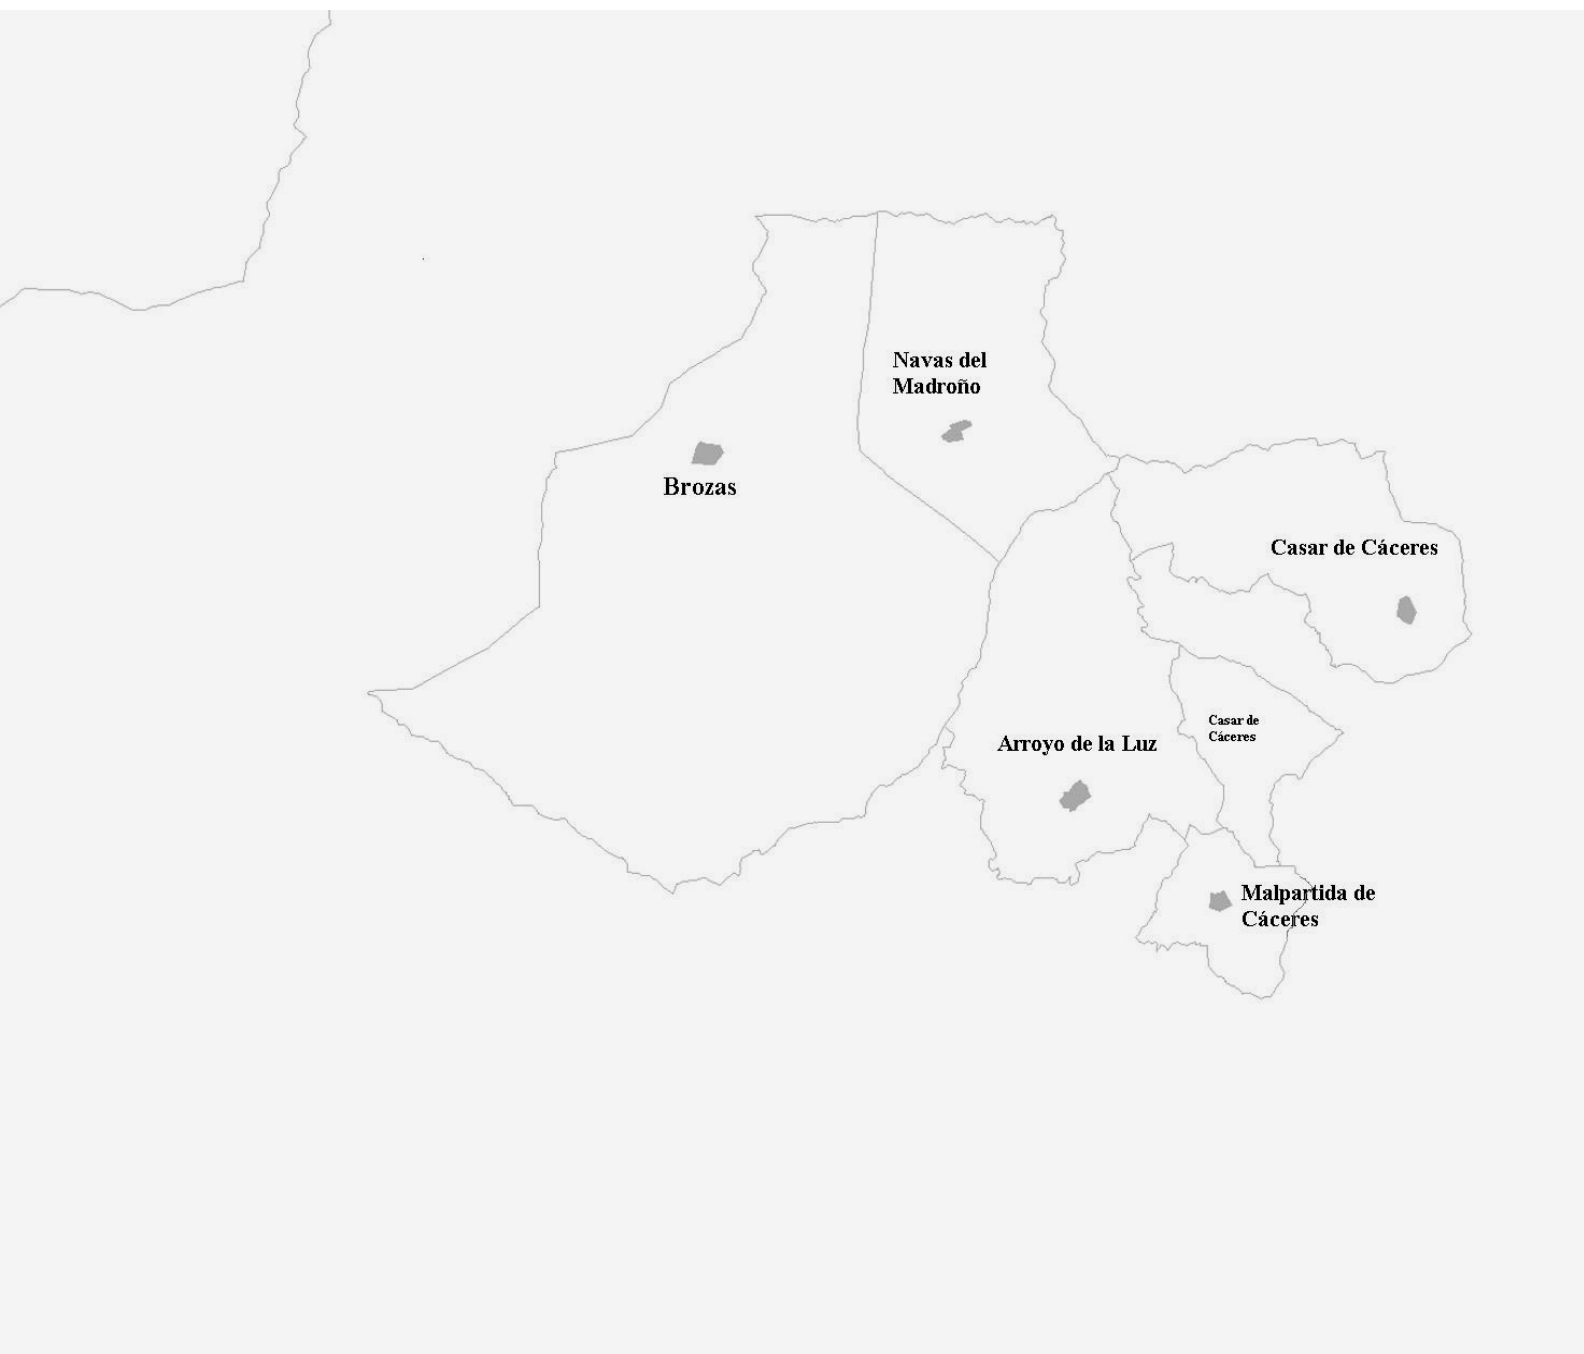 Navas del
Madroño
Brozas
Casar de Cáceres
Casar de
Cáceres
Arroyo de la Luz
Malpartida de
Cáceres